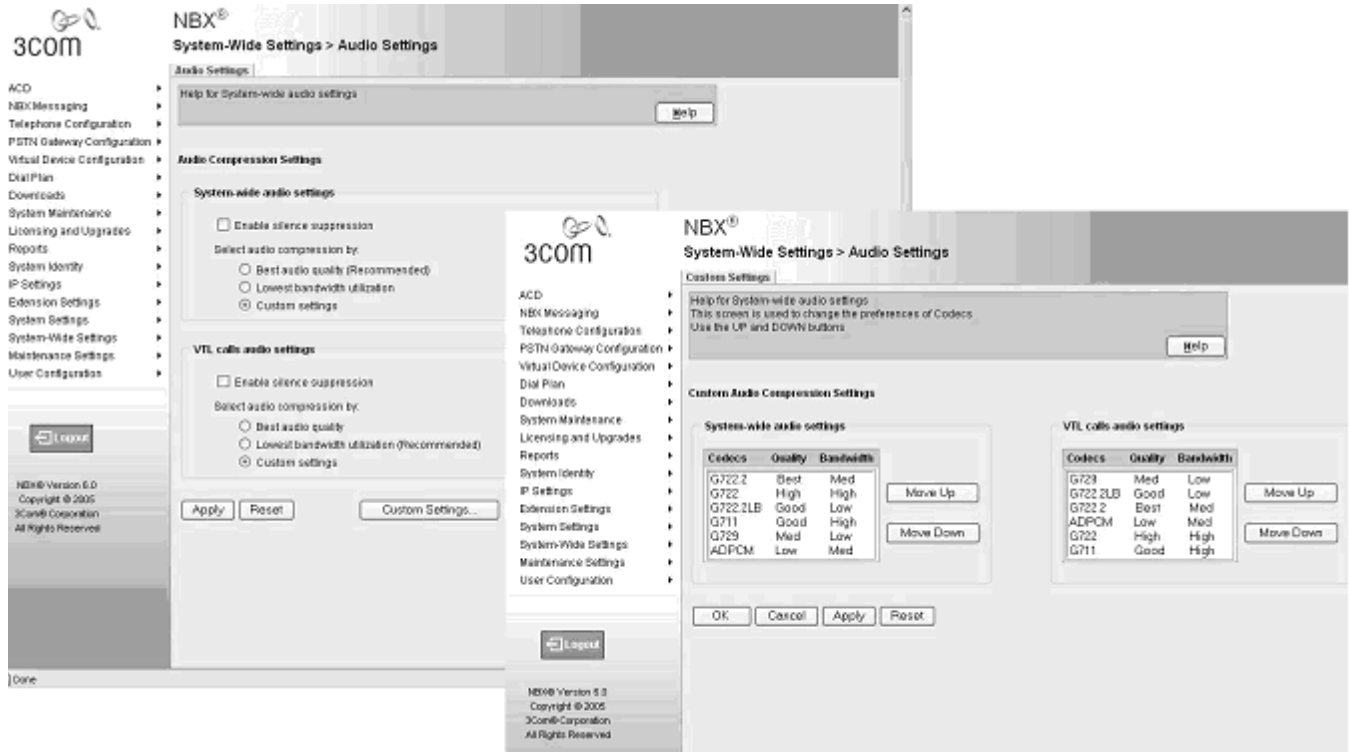 3COM
NBX®
System-Wide Settings > Audio Settings
Audio Settings
Help for System-wide audio settings
Help
ACD
NBX Messaging
Telephone Configuration
PSTN Gateway Configuration
Virtual Device Configuration
Dial Plan
Downloads
System Maintenance
Licensing and Upgrades
Reports
System Identity
IP Settings
Extension Settings
System Settings
System-Wide Settings
Maintenance Settings
User Configuration
Logout
NBX® Version 6.0
Copyright © 2005
3Com® Corporation
All Rights Reserved
Audio Compression Settings
System-wide audio settings
Enable silence suppression
Select audio compression by:
Best audio quality (Recommended)
Lowest bandwidth utilization
Custom settings
VTL calls audio settings
Enable silence suppression
Select audio compression by:
Best audio quality
Lowest bandwidth utilization (Recommended)
Custom settings
Apply Reset Custom Settings...
Done
3COM
NBX®
System-Wide Settings > Audio Settings
Custom Settings
Help for System-wide audio settings
This screen is used to change the preferences of Codecs
Use the UP and DOWN buttons
Help
ACD
NBX Messaging
Telephone Configuration
PSTN Gateway Configuration
Virtual Device Configuration
Dial Plan
Downloads
System Maintenance
Licensing and Upgrades
Reports
System Identity
IP Settings
Extension Settings
System Settings
System-Wide Settings
Maintenance Settings
User Configuration
Logout
NBX® Version 6.0
Copyright © 2005
3Com® Corporation
All Rights Reserved
Custom Audio Compression Settings
System-wide audio settings
Codecs Quality Bandwidth
G722.2 Best Med
G722 High High
G722.2LB Good Low
G711 Good High
G729 Med Low
ADPCM Low Med
Move Up
Move Down
VTL calls audio settings
Codecs Quality Bandwidth
G729 Med Low
G722.2LB Good Low
G722.2 Best Med
ADPCM Low Med
G722 High High
G711 Good High
Move Up
Move Down
OK Cancel Apply Reset